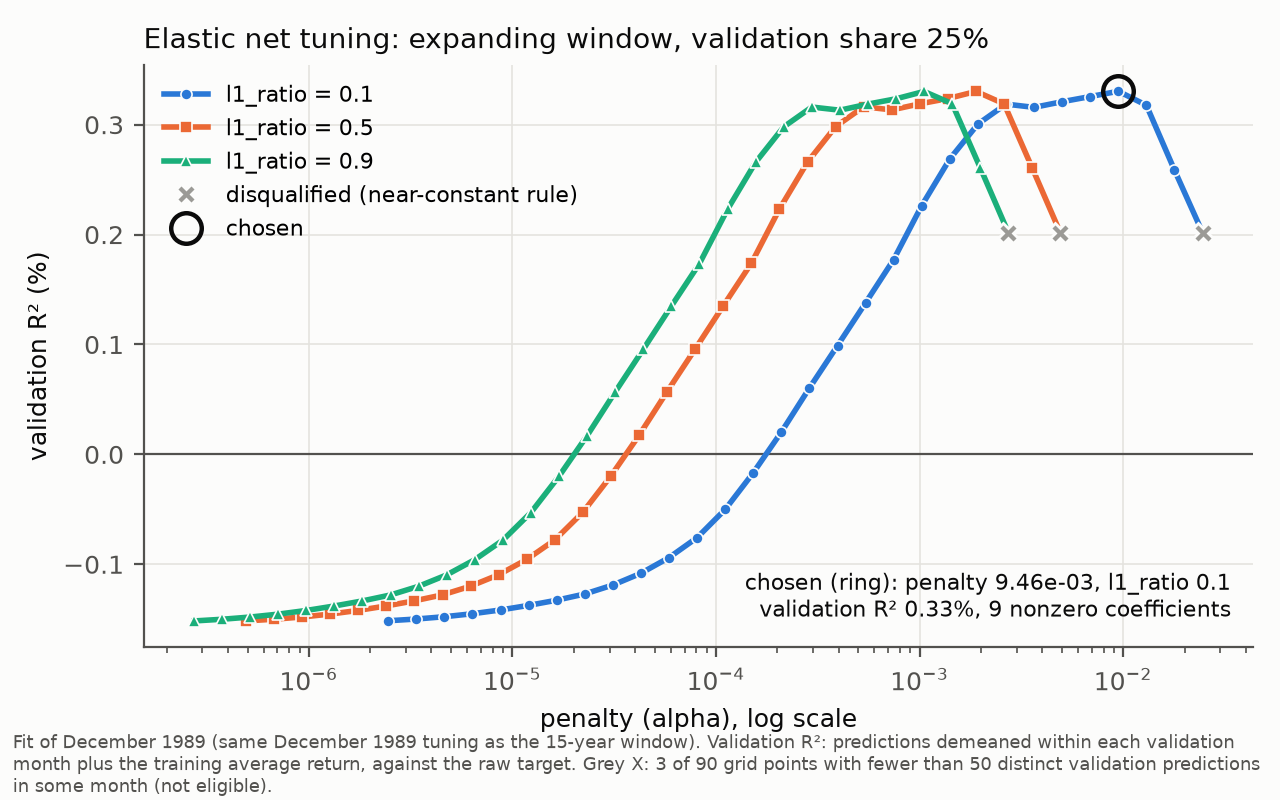 Elastic net tuning: expanding window, validation share 25%
l1_ratio = 0.1
l1_ratio = 0.5
l1_ratio = 0.9
disqualified (near-constant rule)
chosen
validation R² (%)
0.3
0.2
0.1
0.0
−0.1
chosen (ring): penalty 9.46e-03, l1_ratio 0.1
validation R² 0.33%, 9 nonzero coefficients
10⁻⁶
10⁻⁵
10⁻⁴
10⁻³
10⁻²
penalty (alpha), log scale
Fit of December 1989 (same December 1989 tuning as the 15-year window). Validation R²: predictions demeaned within each validation
month plus the training average return, against the raw target. Grey X: 3 of 90 grid points with fewer than 50 distinct validation predictions
in some month (not eligible).